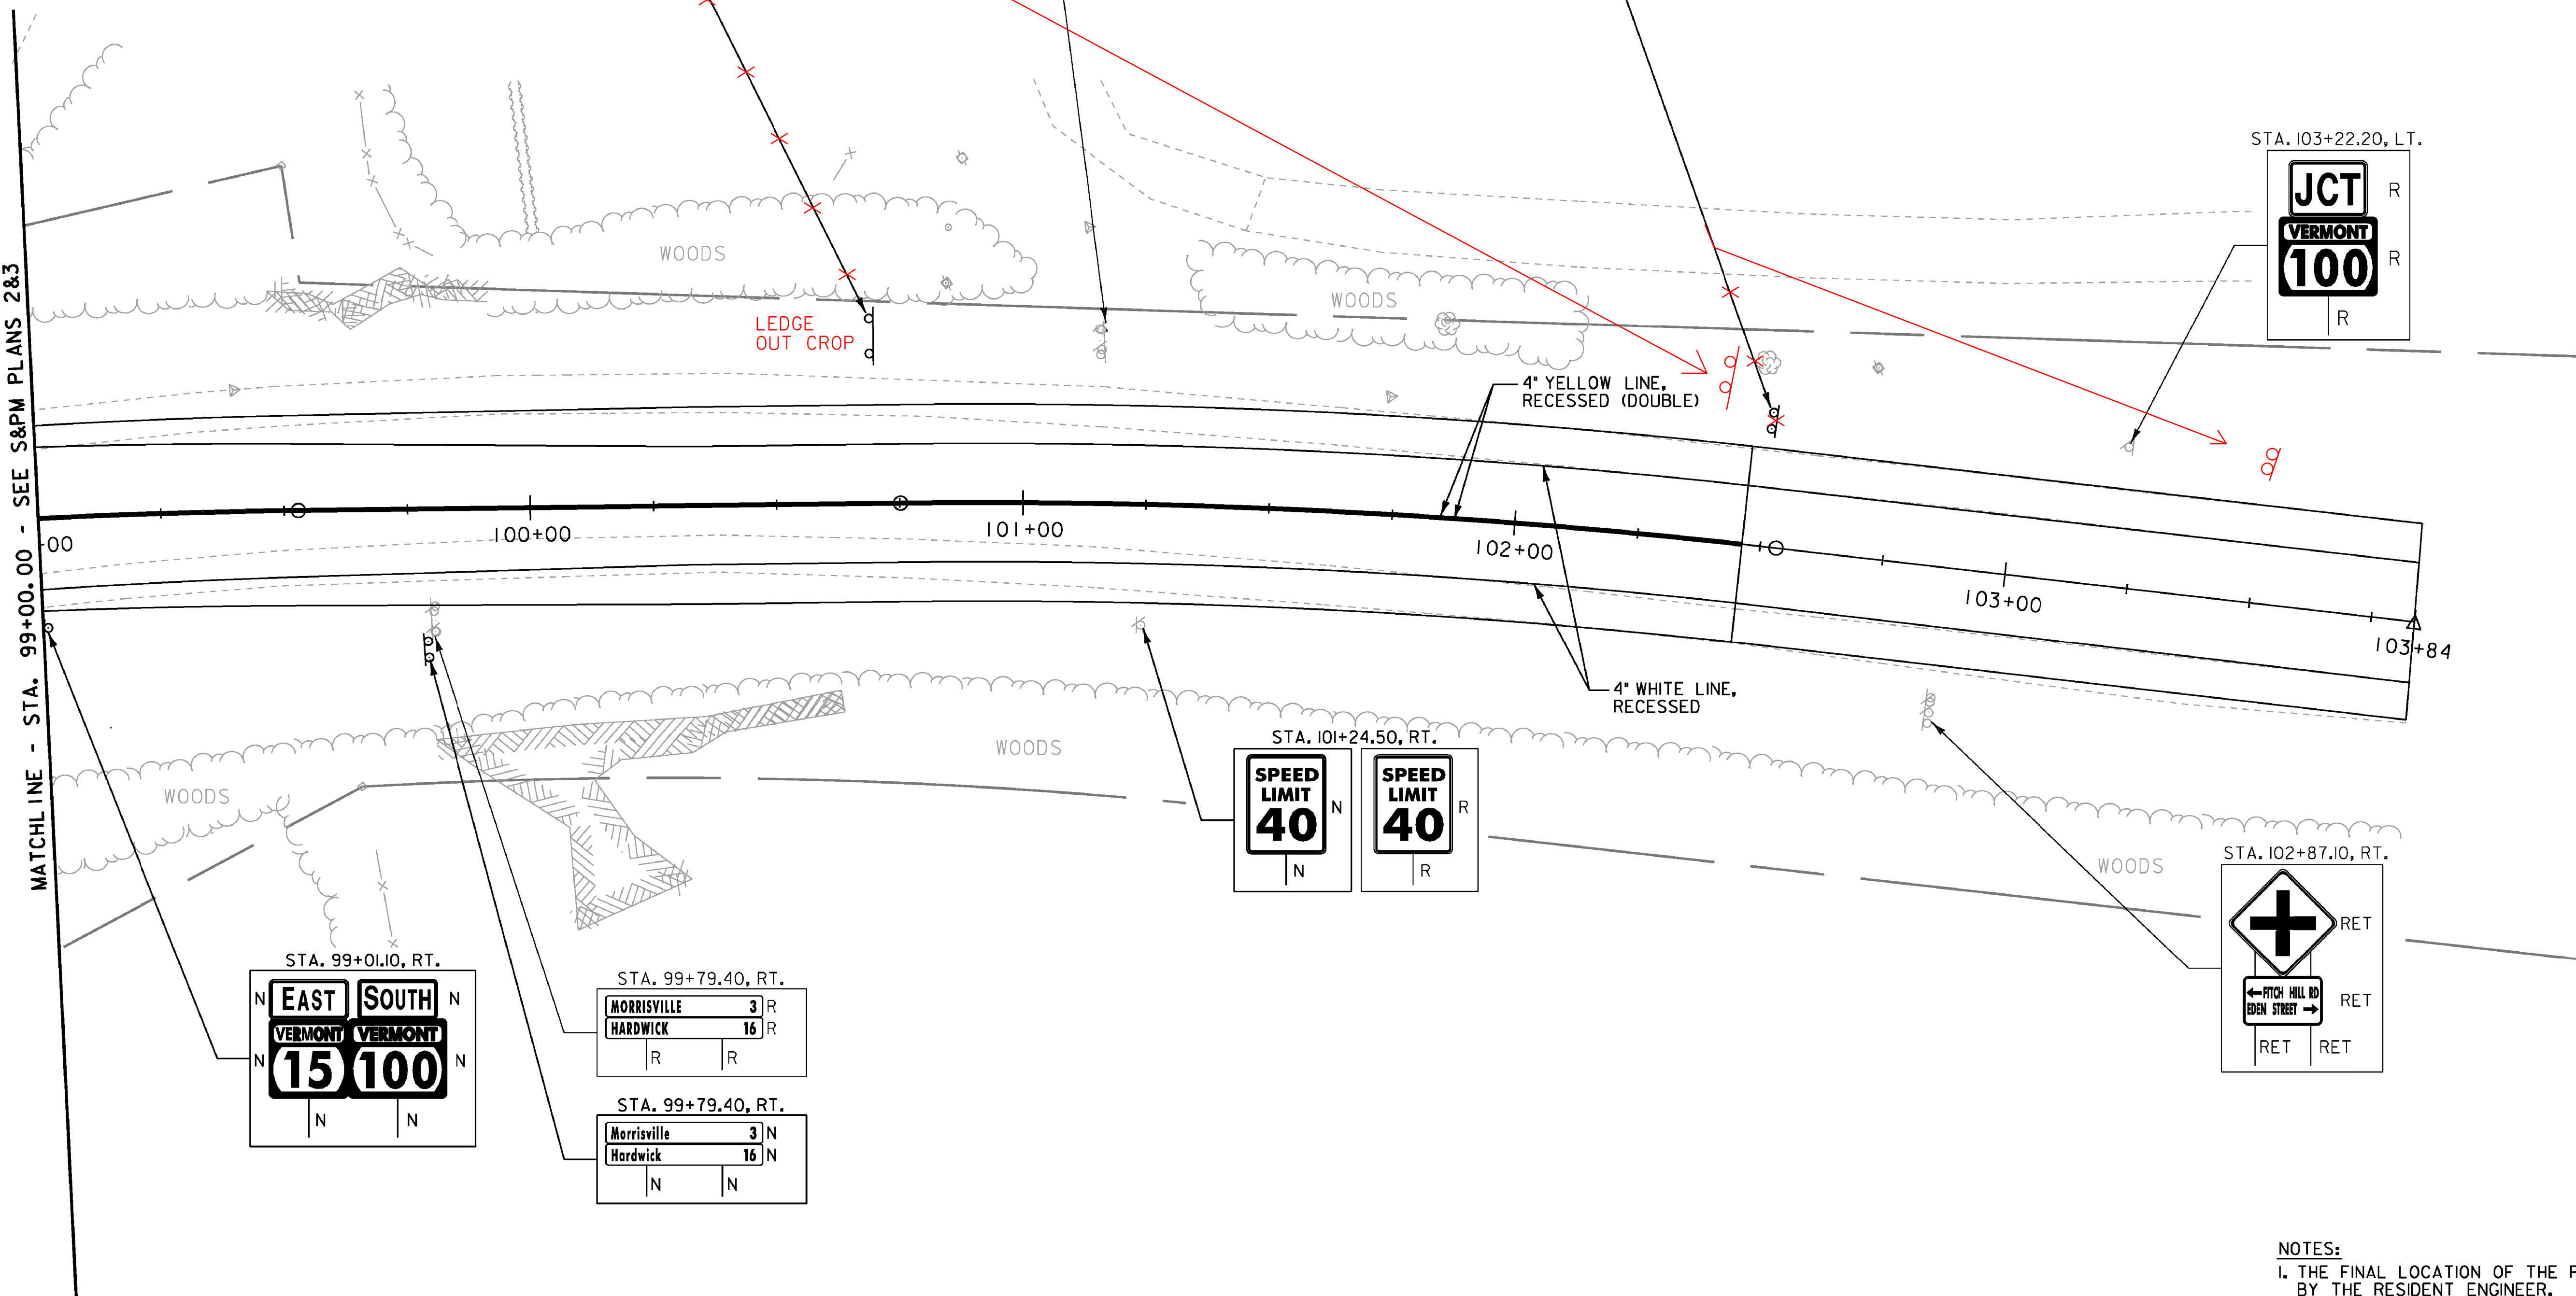 MATCHLINE - STA. 99+00.00 - SEE S&PM PLANS 2&3
STA. 103+22.20, LT.
JCT
R
VERMONT
100
R
R
WOODS
WOODS
LEDGE
OUT CROP
4" YELLOW LINE,
RECESSED (DOUBLE)
+00
100+00
101+00
102+00
103+00
103+84
4" WHITE LINE,
RECESSED
WOODS
WOODS
WOODS
STA. 101+24.50, RT.
SPEED
LIMIT
40
N
N
SPEED
LIMIT
40
R
R
STA. 102+87.10, RT.
RET
←FITCH HILL RD
EDEN STREET →
RET
RET RET
STA. 99+01.10, RT.
N EAST SOUTH N
VERMONT VERMONT
N 15 100 N
N N
STA. 99+79.40, RT.
MORRISVILLE 3 R
HARDWICK 16 R
R R
STA. 99+79.40, RT.
Morrisville 3 N
Hardwick 16 N
N N
NOTES:
1. THE FINAL LOCATION OF THE
BY THE RESIDENT ENGINEER.